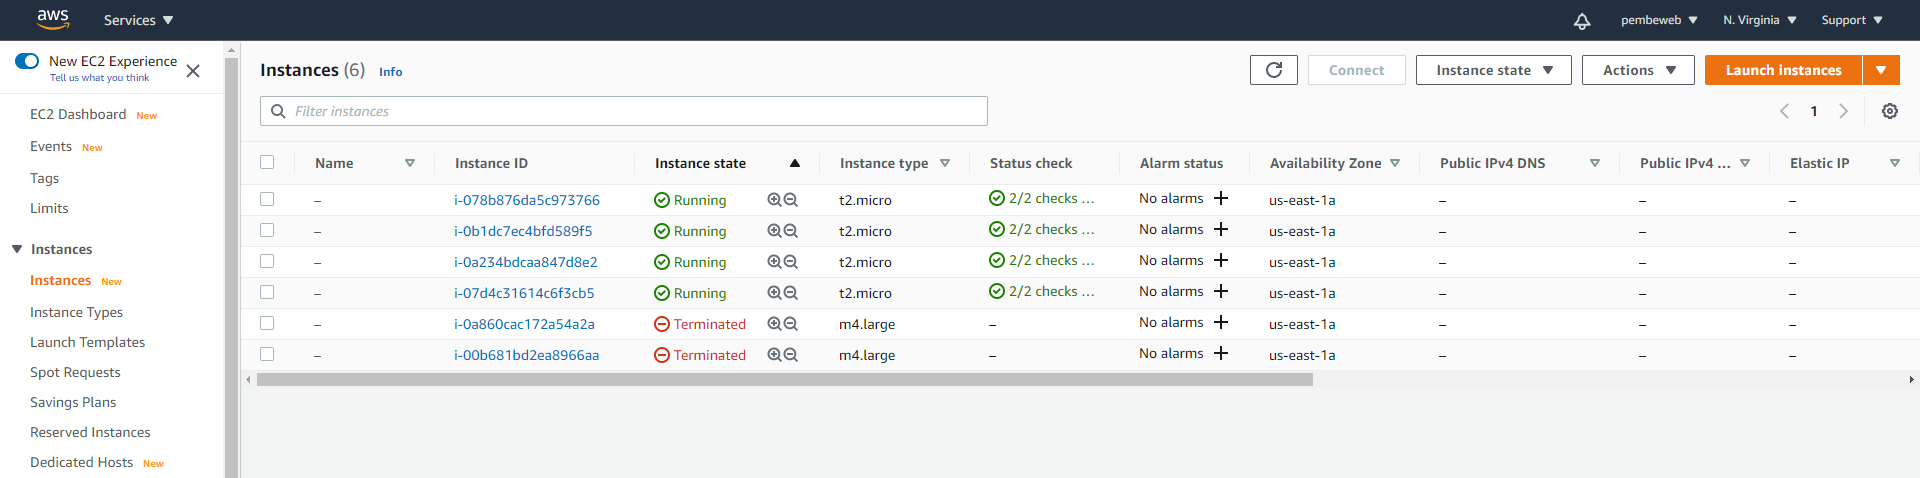 aws Services pembeweb N. Virginia Support
New EC2 Experience
Tell us what you think
EC2 Dashboard New
Events New
Tags
Limits
Instances
Instances New
Instance Types
Launch Templates
Spot Requests
Savings Plans
Reserved Instances
Dedicated Hosts New
Instances (6) Info Connect Instance state Actions Launch instances
Filter instances 1
Name Instance ID Instance state Instance type Status check Alarm status Availability Zone Public IPv4 DNS Public IPv4 ... Elastic IP
– i-078b876da5c973766 Running t2.micro 2/2 checks ... No alarms + us-east-1a – – –
– i-0b1dc7ec4bfd589f5 Running t2.micro 2/2 checks ... No alarms + us-east-1a – – –
– i-0a234bdcaa847d8e2 Running t2.micro 2/2 checks ... No alarms + us-east-1a – – –
– i-07d4c31614c6f3cb5 Running t2.micro 2/2 checks ... No alarms + us-east-1a – – –
– i-0a860cac172a54a2a Terminated m4.large – No alarms + us-east-1a – – –
– i-00b681bd2ea8966aa Terminated m4.large – No alarms + us-east-1a – – –